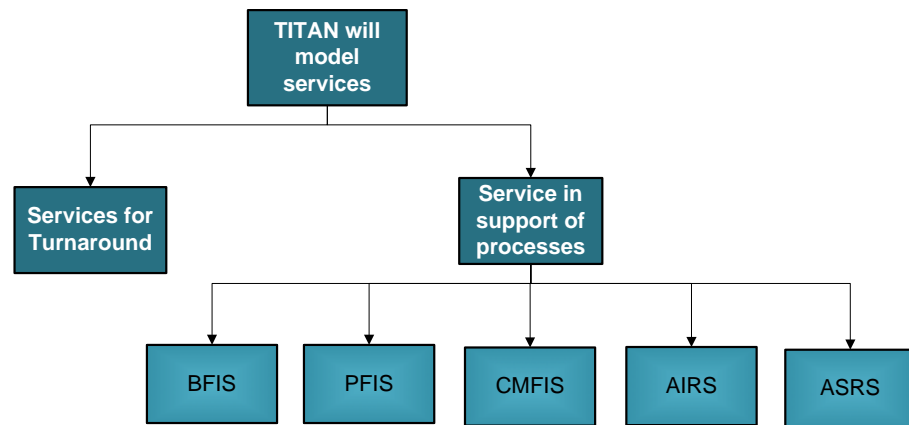 TITAN will
model
services
Services for
Turnaround
Service in
support of
processes
BFIS
PFIS
CMFIS
AIRS
ASRS